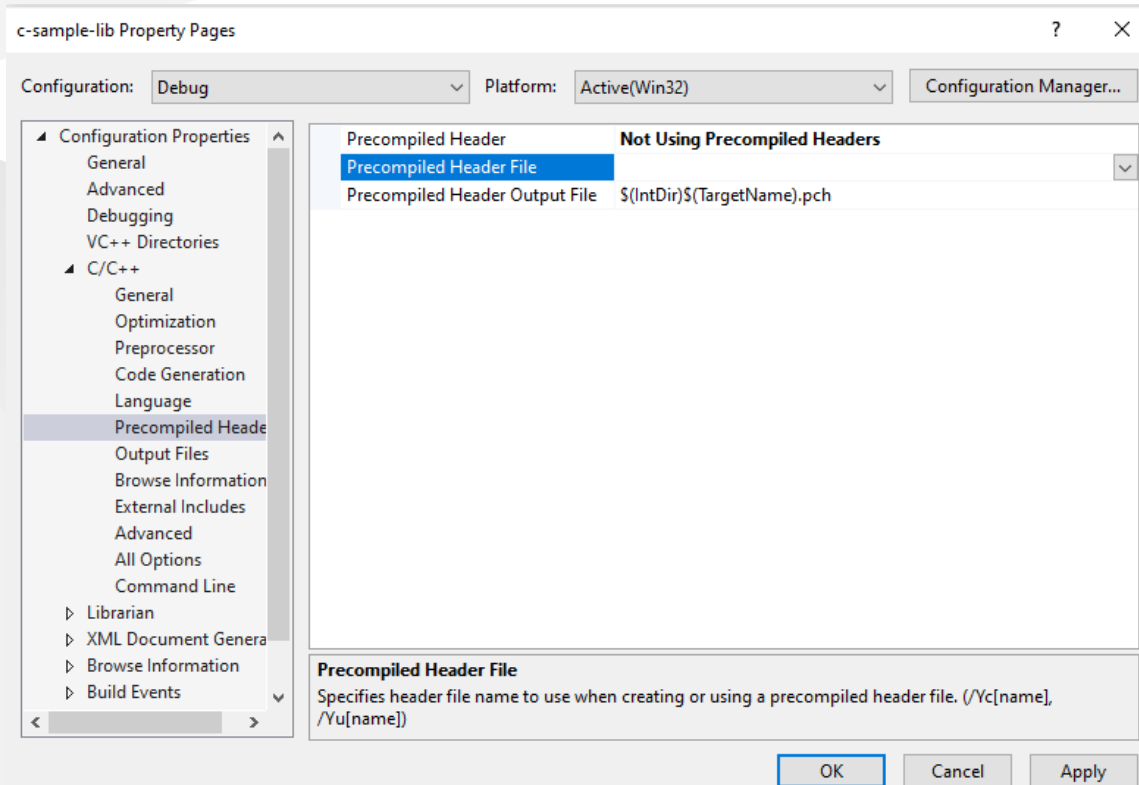 c-sample-lib Property Pages
?
Configuration: Debug Platform: Active(Win32) Configuration Manager...
Configuration Properties
General
Advanced
Debugging
VC++ Directories
C/C++
General
Optimization
Preprocessor
Code Generation
Language
Precompiled Heade
Output Files
Browse Information
External Includes
Advanced
All Options
Command Line
Librarian
XML Document Genera
Browse Information
Build Events
Precompiled Header Not Using Precompiled Headers
Precompiled Header File
Precompiled Header Output File $(IntDir)$(TargetName).pch
Precompiled Header File
Specifies header file name to use when creating or using a precompiled header file. (/Yc[name],
/Yu[name])
OK Cancel Apply